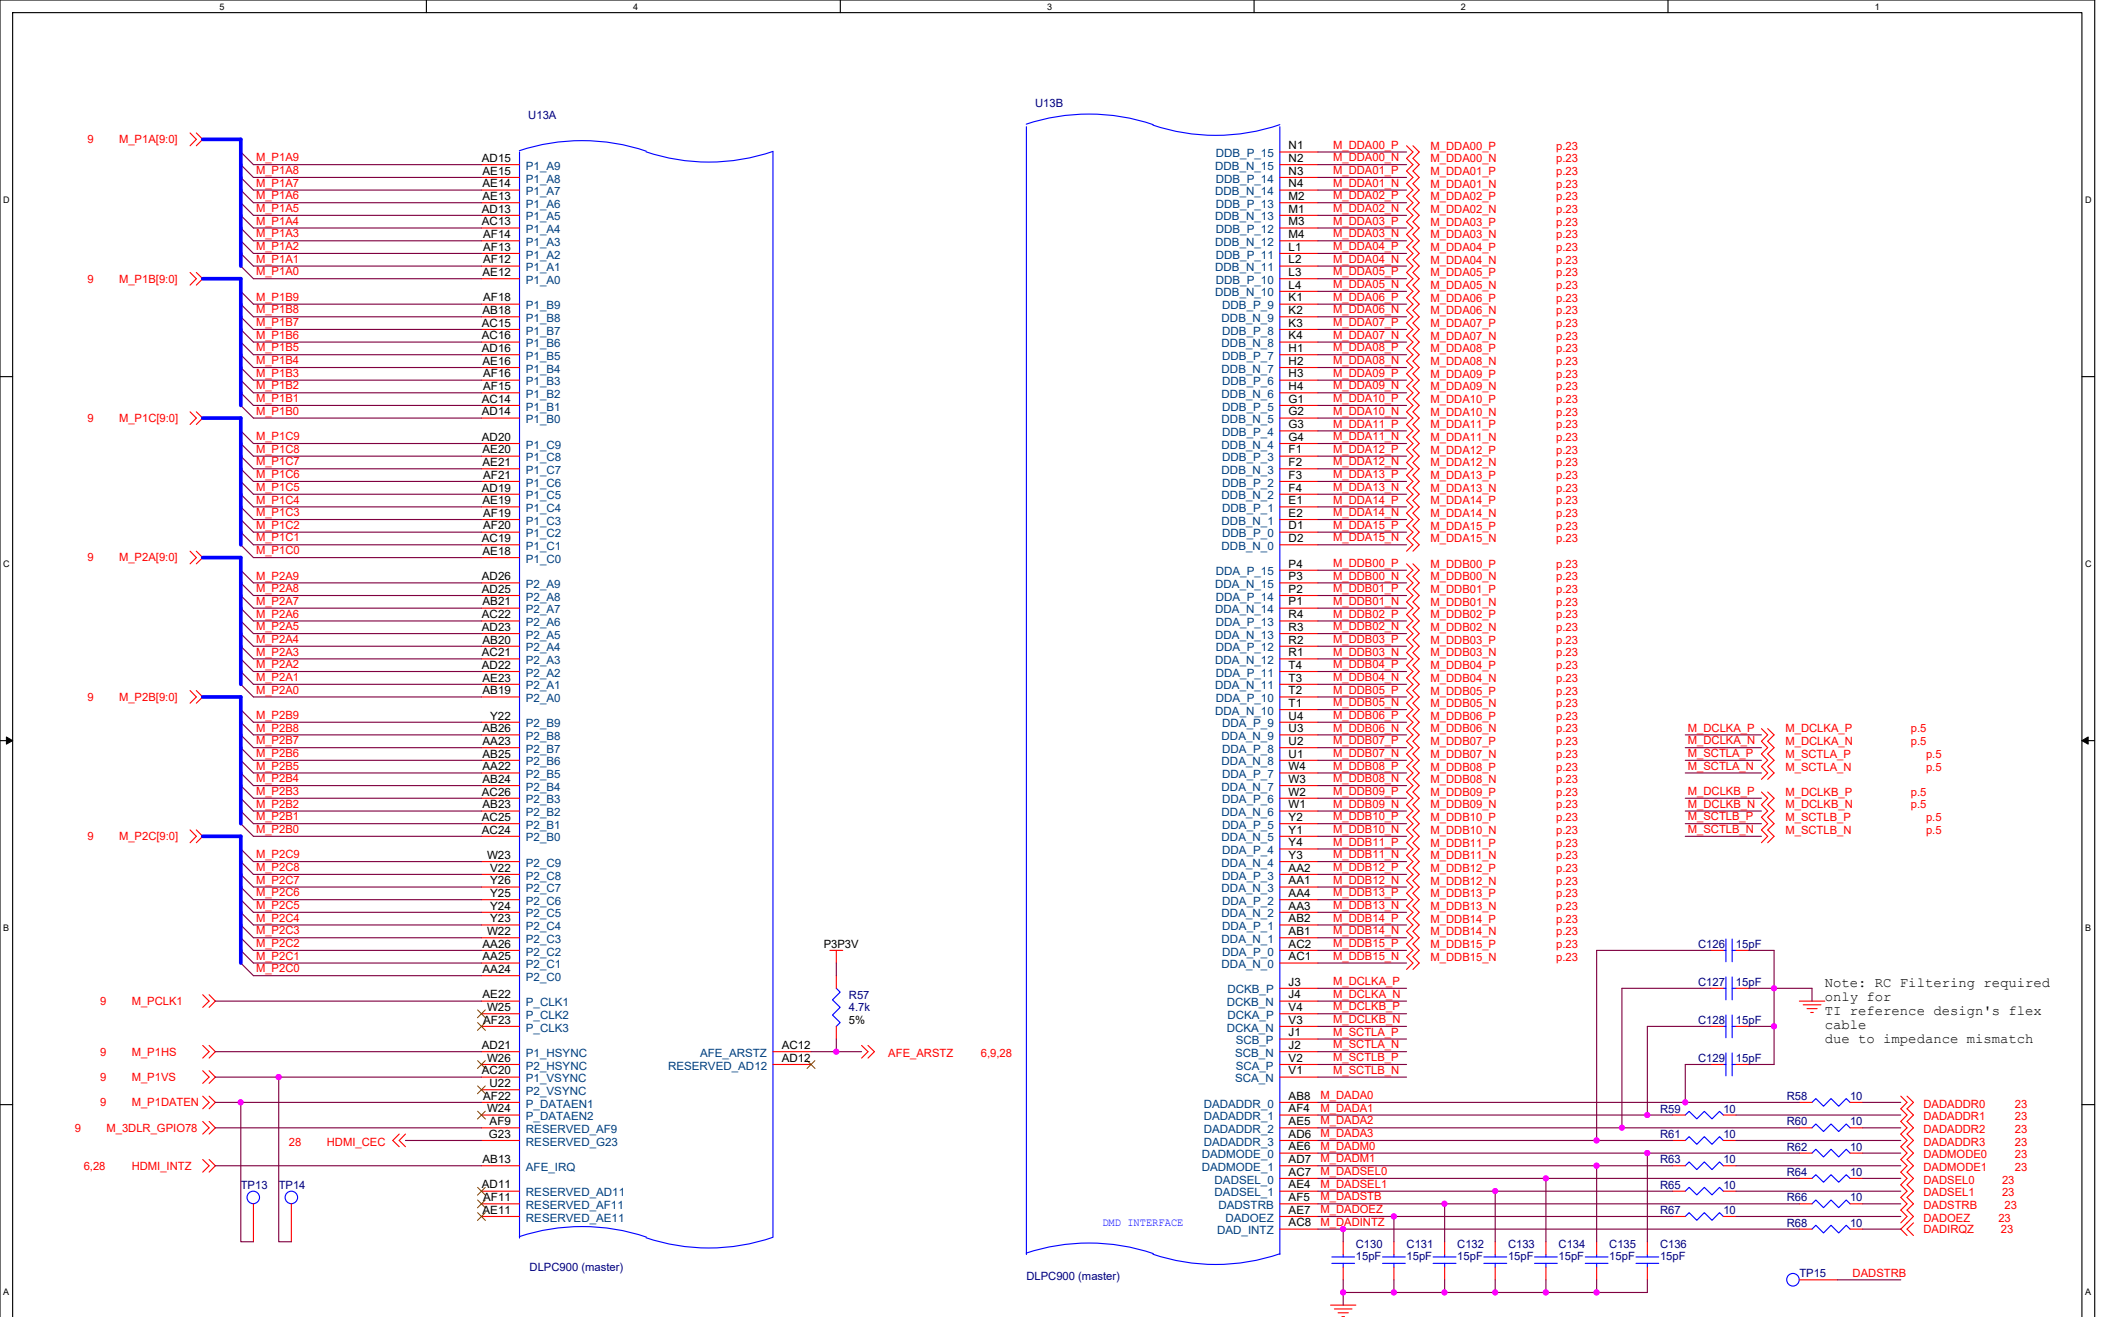 5 4 3 2 1
D
C
B
A
U13A
9 M_P1A[9:0]
M_P1A9 AD15 P1_A9
M_P1A8 AE15 P1_A8
M_P1A7 AE14 P1_A7
M_P1A6 AE13 P1_A6
M_P1A5 AD13 P1_A5
M_P1A4 AC13 P1_A4
M_P1A3 AF14 P1_A3
M_P1A2 AF13 P1_A2
M_P1A1 AF12 P1_A1
M_P1A0 AE12 P1_A0
9 M_P1B[9:0]
M_P1B9 AF18 P1_B9
M_P1B8 AB18 P1_B8
M_P1B7 AC15 P1_B7
M_P1B6 AC16 P1_B6
M_P1B5 AD16 P1_B5
M_P1B4 AE16 P1_B4
M_P1B3 AF16 P1_B3
M_P1B2 AF15 P1_B2
M_P1B1 AC14 P1_B1
M_P1B0 AD14 P1_B0
9 M_P1C[9:0]
M_P1C9 AD20 P1_C9
M_P1C8 AE20 P1_C8
M_P1C7 AE21 P1_C7
M_P1C6 AF21 P1_C6
M_P1C5 AD19 P1_C5
M_P1C4 AE19 P1_C4
M_P1C3 AF19 P1_C3
M_P1C2 AF20 P1_C2
M_P1C1 AC19 P1_C1
M_P1C0 AE18 P1_C0
9 M_P2A[9:0]
M_P2A9 AD26 P2_A9
M_P2A8 AD25 P2_A8
M_P2A7 AB21 P2_A7
M_P2A6 AC22 P2_A6
M_P2A5 AD23 P2_A5
M_P2A4 AB20 P2_A4
M_P2A3 AC21 P2_A3
M_P2A2 AD22 P2_A2
M_P2A1 AE23 P2_A1
M_P2A0 AB19 P2_A0
9 M_P2B[9:0]
M_P2B9 Y22 P2_B9
M_P2B8 AB26 P2_B8
M_P2B7 AA23 P2_B7
M_P2B6 AB25 P2_B6
M_P2B5 AA22 P2_B5
M_P2B4 AB24 P2_B4
M_P2B3 AC26 P2_B3
M_P2B2 AB23 P2_B2
M_P2B1 AC25 P2_B1
M_P2B0 AC24 P2_B0
9 M_P2C[9:0]
M_P2C9 W23 P2_C9
M_P2C8 V22 P2_C8
M_P2C7 Y26 P2_C7
M_P2C6 Y25 P2_C6
M_P2C5 Y24 P2_C5
M_P2C4 Y23 P2_C4
M_P2C3 W22 P2_C3
M_P2C2 AA26 P2_C2
M_P2C1 AA25 P2_C1
M_P2C0 AA24 P2_C0
9 M_PCLK1 AE22 P_CLK1
W25 P_CLK2
AF23 P_CLK3
9 M_P1HS AD21 P1_HSYNC
W26 P2_HSYNC
9 M_P1VS AC20 P1_VSYNC
U22 P2_VSYNC
9 M_P1DATEN AF22 P_DATAEN1
W24 P_DATAEN2
9 M_3DLR_GPIO78 AF9 RESERVED_AF9
28 HDMI_CEC G23 RESERVED_G23
6,28 HDMI_INTZ AB13 AFE_IRQ
TP13 TP14
AD11 RESERVED_AD11
AF11 RESERVED_AF11
AE11 RESERVED_AE11
P3P3V
R57
4.7k
5%
AFE_ARSTZ AC12 AFE_ARSTZ 6,9,28
RESERVED_AD12 AD12
DLPC900 (master)
U13B
DDB_P_15 N1 M_DDA00_P M_DDA00_P p.23
DDB_N_15 N2 M_DDA00_N M_DDA00_N p.23
DDB_P_14 N3 M_DDA01_P M_DDA01_P p.23
DDB_N_14 N4 M_DDA01_N M_DDA01_N p.23
DDB_P_13 M2 M_DDA02_P M_DDA02_P p.23
DDB_N_13 M1 M_DDA02_N M_DDA02_N p.23
DDB_P_12 M3 M_DDA03_P M_DDA03_P p.23
DDB_N_12 M4 M_DDA03_N M_DDA03_N p.23
DDB_P_11 L1 M_DDA04_P M_DDA04_P p.23
DDB_N_11 L2 M_DDA04_N M_DDA04_N p.23
DDB_P_10 L3 M_DDA05_P M_DDA05_P p.23
DDB_N_10 L4 M_DDA05_N M_DDA05_N p.23
DDB_P_9 K1 M_DDA06_P M_DDA06_P p.23
DDB_N_9 K2 M_DDA06_N M_DDA06_N p.23
DDB_P_8 K3 M_DDA07_P M_DDA07_P p.23
DDB_N_8 K4 M_DDA07_N M_DDA07_N p.23
DDB_P_7 H1 M_DDA08_P M_DDA08_P p.23
DDB_N_7 H2 M_DDA08_N M_DDA08_N p.23
DDB_P_6 H3 M_DDA09_P M_DDA09_P p.23
DDB_N_6 H4 M_DDA09_N M_DDA09_N p.23
DDB_P_5 G1 M_DDA10_P M_DDA10_P p.23
DDB_N_5 G2 M_DDA10_N M_DDA10_N p.23
DDB_P_4 G3 M_DDA11_P M_DDA11_P p.23
DDB_N_4 G4 M_DDA11_N M_DDA11_N p.23
DDB_P_3 F1 M_DDA12_P M_DDA12_P p.23
DDB_N_3 F2 M_DDA12_N M_DDA12_N p.23
DDB_P_2 F3 M_DDA13_P M_DDA13_P p.23
DDB_N_2 F4 M_DDA13_N M_DDA13_N p.23
DDB_P_1 E1 M_DDA14_P M_DDA14_P p.23
DDB_N_1 E2 M_DDA14_N M_DDA14_N p.23
DDB_P_0 D1 M_DDA15_P M_DDA15_P p.23
DDB_N_0 D2 M_DDA15_N M_DDA15_N p.23
DDA_P_15 P4 M_DDB00_P M_DDB00_P p.23
DDA_N_15 P3 M_DDB00_N M_DDB00_N p.23
DDA_P_14 P2 M_DDB01_P M_DDB01_P p.23
DDA_N_14 P1 M_DDB01_N M_DDB01_N p.23
DDA_P_13 R4 M_DDB02_P M_DDB02_P p.23
DDA_N_13 R3 M_DDB02_N M_DDB02_N p.23
DDA_P_12 R2 M_DDB03_P M_DDB03_P p.23
DDA_N_12 R1 M_DDB03_N M_DDB03_N p.23
DDA_P_11 T4 M_DDB04_P M_DDB04_P p.23
DDA_N_11 T3 M_DDB04_N M_DDB04_N p.23
DDA_P_10 T2 M_DDB05_P M_DDB05_P p.23
DDA_N_10 T1 M_DDB05_N M_DDB05_N p.23
DDA_P_9 U4 M_DDB06_P M_DDB06_P p.23
DDA_N_9 U3 M_DDB06_N M_DDB06_N p.23
DDA_P_8 U2 M_DDB07_P M_DDB07_P p.23
DDA_N_8 U1 M_DDB07_N M_DDB07_N p.23
DDA_P_7 W4 M_DDB08_P M_DDB08_P p.23
DDA_N_7 W3 M_DDB08_N M_DDB08_N p.23
DDA_P_6 W2 M_DDB09_P M_DDB09_P p.23
DDA_N_6 W1 M_DDB09_N M_DDB09_N p.23
DDA_P_5 Y2 M_DDB10_P M_DDB10_P p.23
DDA_N_5 Y1 M_DDB10_N M_DDB10_N p.23
DDA_P_4 Y4 M_DDB11_P M_DDB11_P p.23
DDA_N_4 Y3 M_DDB11_N M_DDB11_N p.23
DDA_P_3 AA2 M_DDB12_P M_DDB12_P p.23
DDA_N_3 AA1 M_DDB12_N M_DDB12_N p.23
DDA_P_2 AA4 M_DDB13_P M_DDB13_P p.23
DDA_N_2 AA3 M_DDB13_N M_DDB13_N p.23
DDA_P_1 AB2 M_DDB14_P M_DDB14_P p.23
DDA_N_1 AB1 M_DDB14_N M_DDB14_N p.23
DDA_P_0 AC2 M_DDB15_P M_DDB15_P p.23
DDA_N_0 AC1 M_DDB15_N M_DDB15_N p.23
DCKB_P J3 M_DCLKA_P
DCKB_N J4 M_DCLKA_N
DCKA_P V4 M_DCLKB_P
DCKA_N V3 M_DCLKB_N
SCB_P J1 M_SCTLA_P
SCB_N J2 M_SCTLA_N
SCA_P V2 M_SCTLB_P
SCA_N V1 M_SCTLB_N
M_DCLKA_P M_DCLKA_P p.5
M_DCLKA_N M_DCLKA_N p.5
M_SCTLA_P M_SCTLA_P p.5
M_SCTLA_N M_SCTLA_N p.5
M_DCLKB_P M_DCLKB_P p.5
M_DCLKB_N M_DCLKB_N p.5
M_SCTLB_P M_SCTLB_P p.5
M_SCTLB_N M_SCTLB_N p.5
C126 15pF
C127 15pF
C128 15pF
C129 15pF
Note: RC Filtering required
only for
TI reference design's flex
cable
due to impedance mismatch
DADADDR_0 AB8 M_DADA0 R58 10 DADADDR0 23
DADADDR_1 AF4 M_DADA1 R59 10 DADADDR1 23
DADADDR_2 AE5 M_DADA2 R60 10 DADADDR2 23
DADADDR_3 AD6 M_DADA3 R61 10 DADADDR3 23
DADMODE_0 AE6 M_DADM0 R62 10 DADMODE0 23
DADMODE_1 AD7 M_DADM1 R63 10 DADMODE1 23
DADSEL_0 AC7 M_DADSEL0 R64 10 DADSEL0 23
DADSEL_1 AE4 M_DADSEL1 R65 10 DADSEL1 23
DADSTRB AF5 M_DADSTB R66 10 DADSTRB 23
DADOEZ AE7 M_DADOEZ R67 10 DADOEZ 23
DAD_INTZ AC8 M_DADINTZ R68 10 DADIRQZ 23
DMD INTERFACE
C130 C131 C132 C133 C134 C135 C136
15pF 15pF 15pF 15pF 15pF 15pF 15pF
TP15 DADSTRB
DLPC900 (master)
D
C
B
A